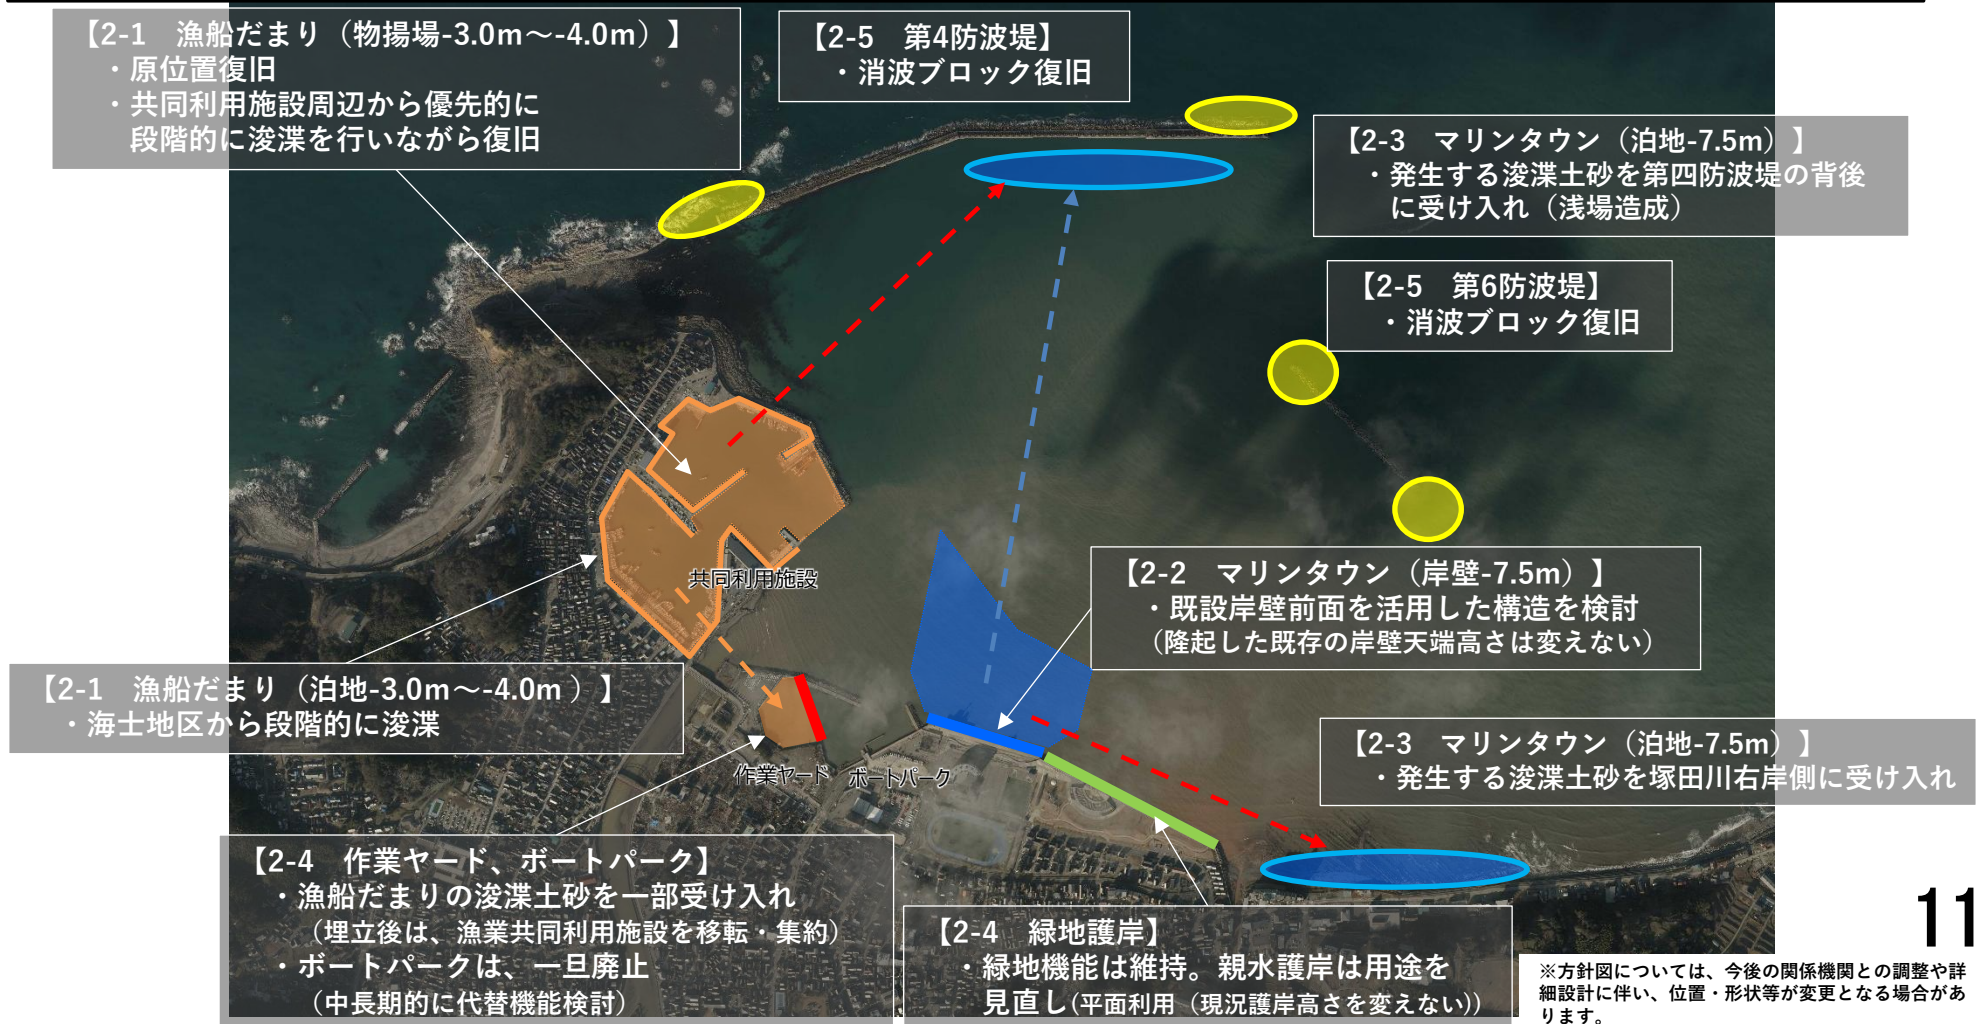 【2-1　漁船だまり（物揚場-3.0m～-4.0m）】
・原位置復旧
・共同利用施設周辺から優先的に
段階的に浚渫を行いながら復旧
【2-5　第4防波堤】
・消波ブロック復旧
【2-3　マリンタウン（泊地-7.5m）】
・発生する浚渫土砂を第四防波堤の背後
に受け入れ（浅場造成）
【2-5　第6防波堤】
・消波ブロック復旧
共同利用施設
【2-2　マリンタウン（岸壁-7.5m）】
・既設岸壁前面を活用した構造を検討
（隆起した既存の岸壁天端高さは変えない）
【2-1　漁船だまり（泊地-3.0m～-4.0m ）】
・海士地区から段階的に浚渫
作業ヤード
ボートパーク
【2-3　マリンタウン（泊地-7.5m）】
・発生する浚渫土砂を塚田川右岸側に受け入れ
【2-4　作業ヤード、ボートパーク】
・漁船だまりの浚渫土砂を一部受け入れ
（埋立後は、漁業共同利用施設を移転・集約）
・ボートパークは、一旦廃止
（中長期的に代替機能検討）
【2-4　緑地護岸】
・緑地機能は維持。親水護岸は用途を
見直し(平面利用（現況護岸高さを変えない))
11
※方針図については、今後の関係機関との調整や詳
細設計に伴い、位置・形状等が変更となる場合があ
ります。